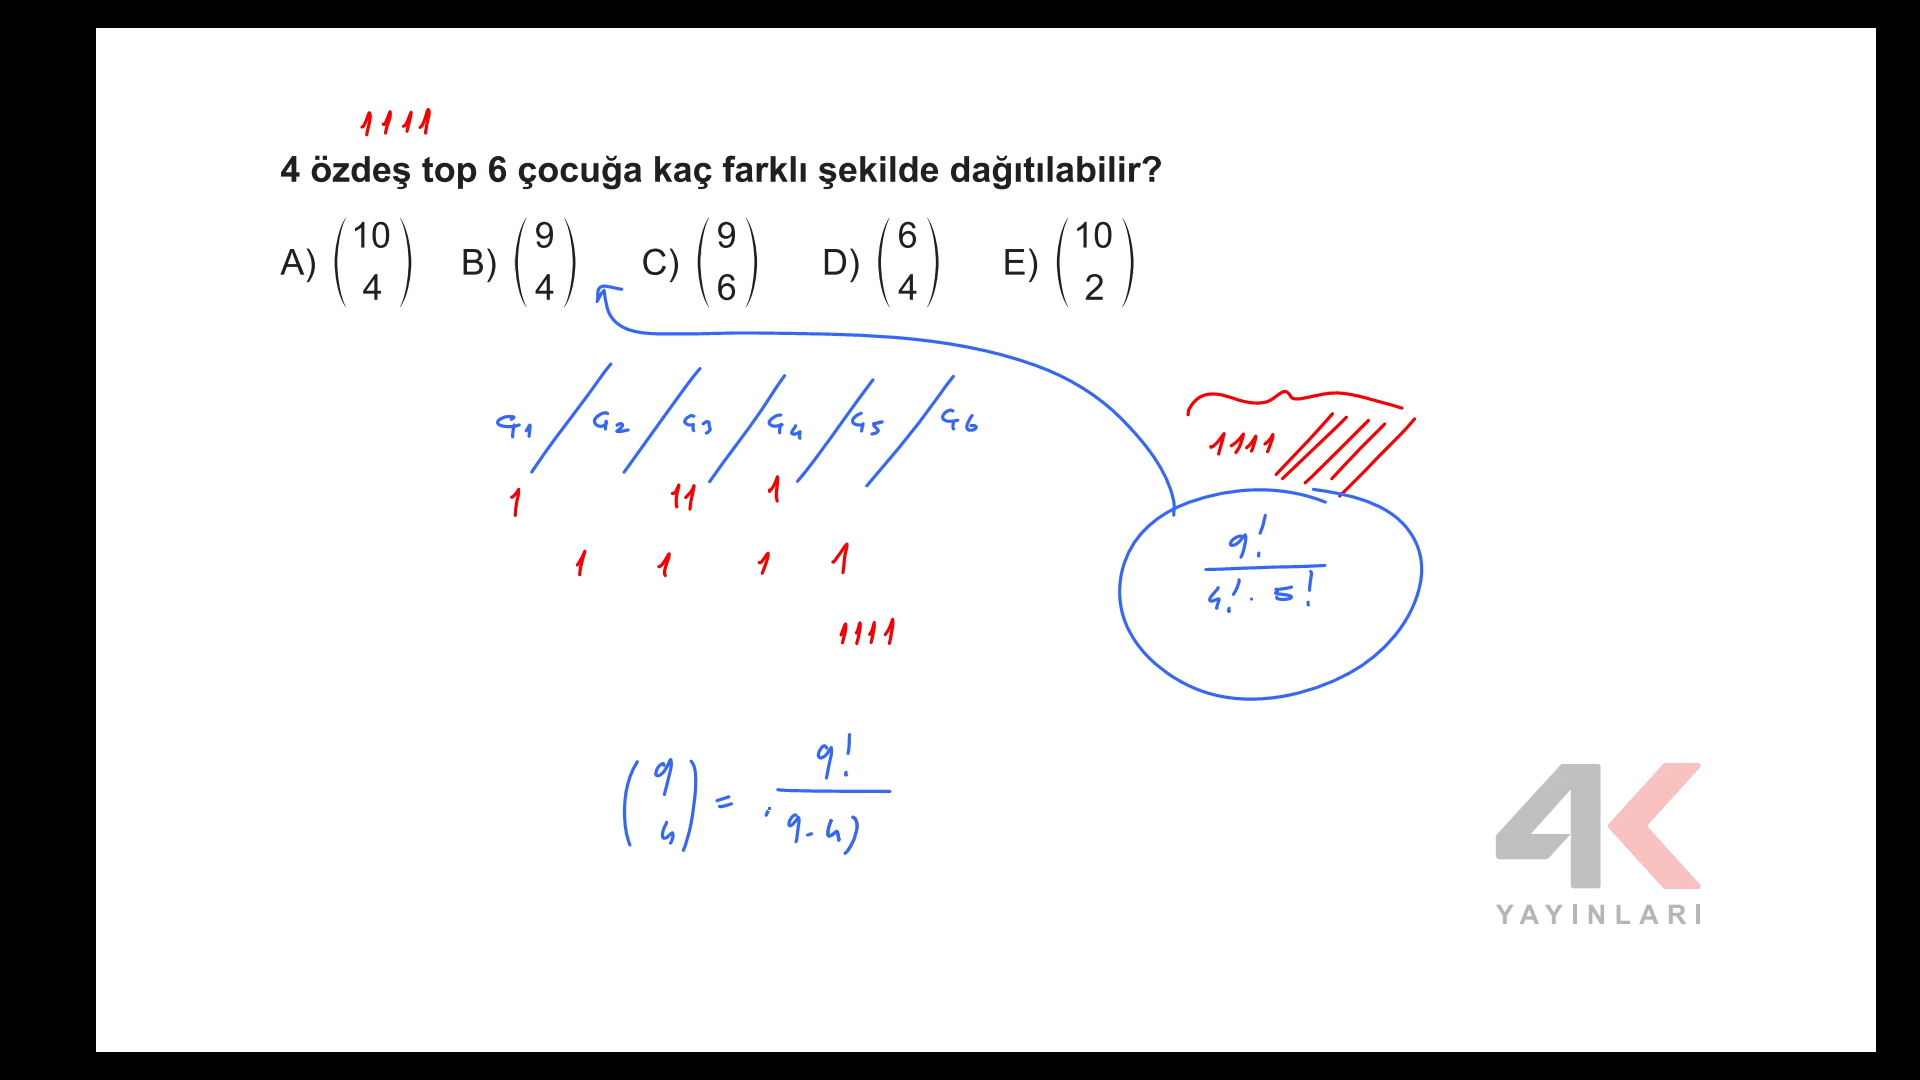 1111
4 özdeş top 6 çocuğa kaç farklı şekilde dağıtılabilir?
A) (10 4) B) (9 4) C) (9 6) D) (6 4) E) (10 2)
Ç1 / Ç2 / Ç3 / Ç4 / Ç5 / Ç6
1 11 1
1 1 1 1
1111
1111 /////
9!
4! . 5!
(9 4) = 9!
9-4)
4K
YAYINLARI